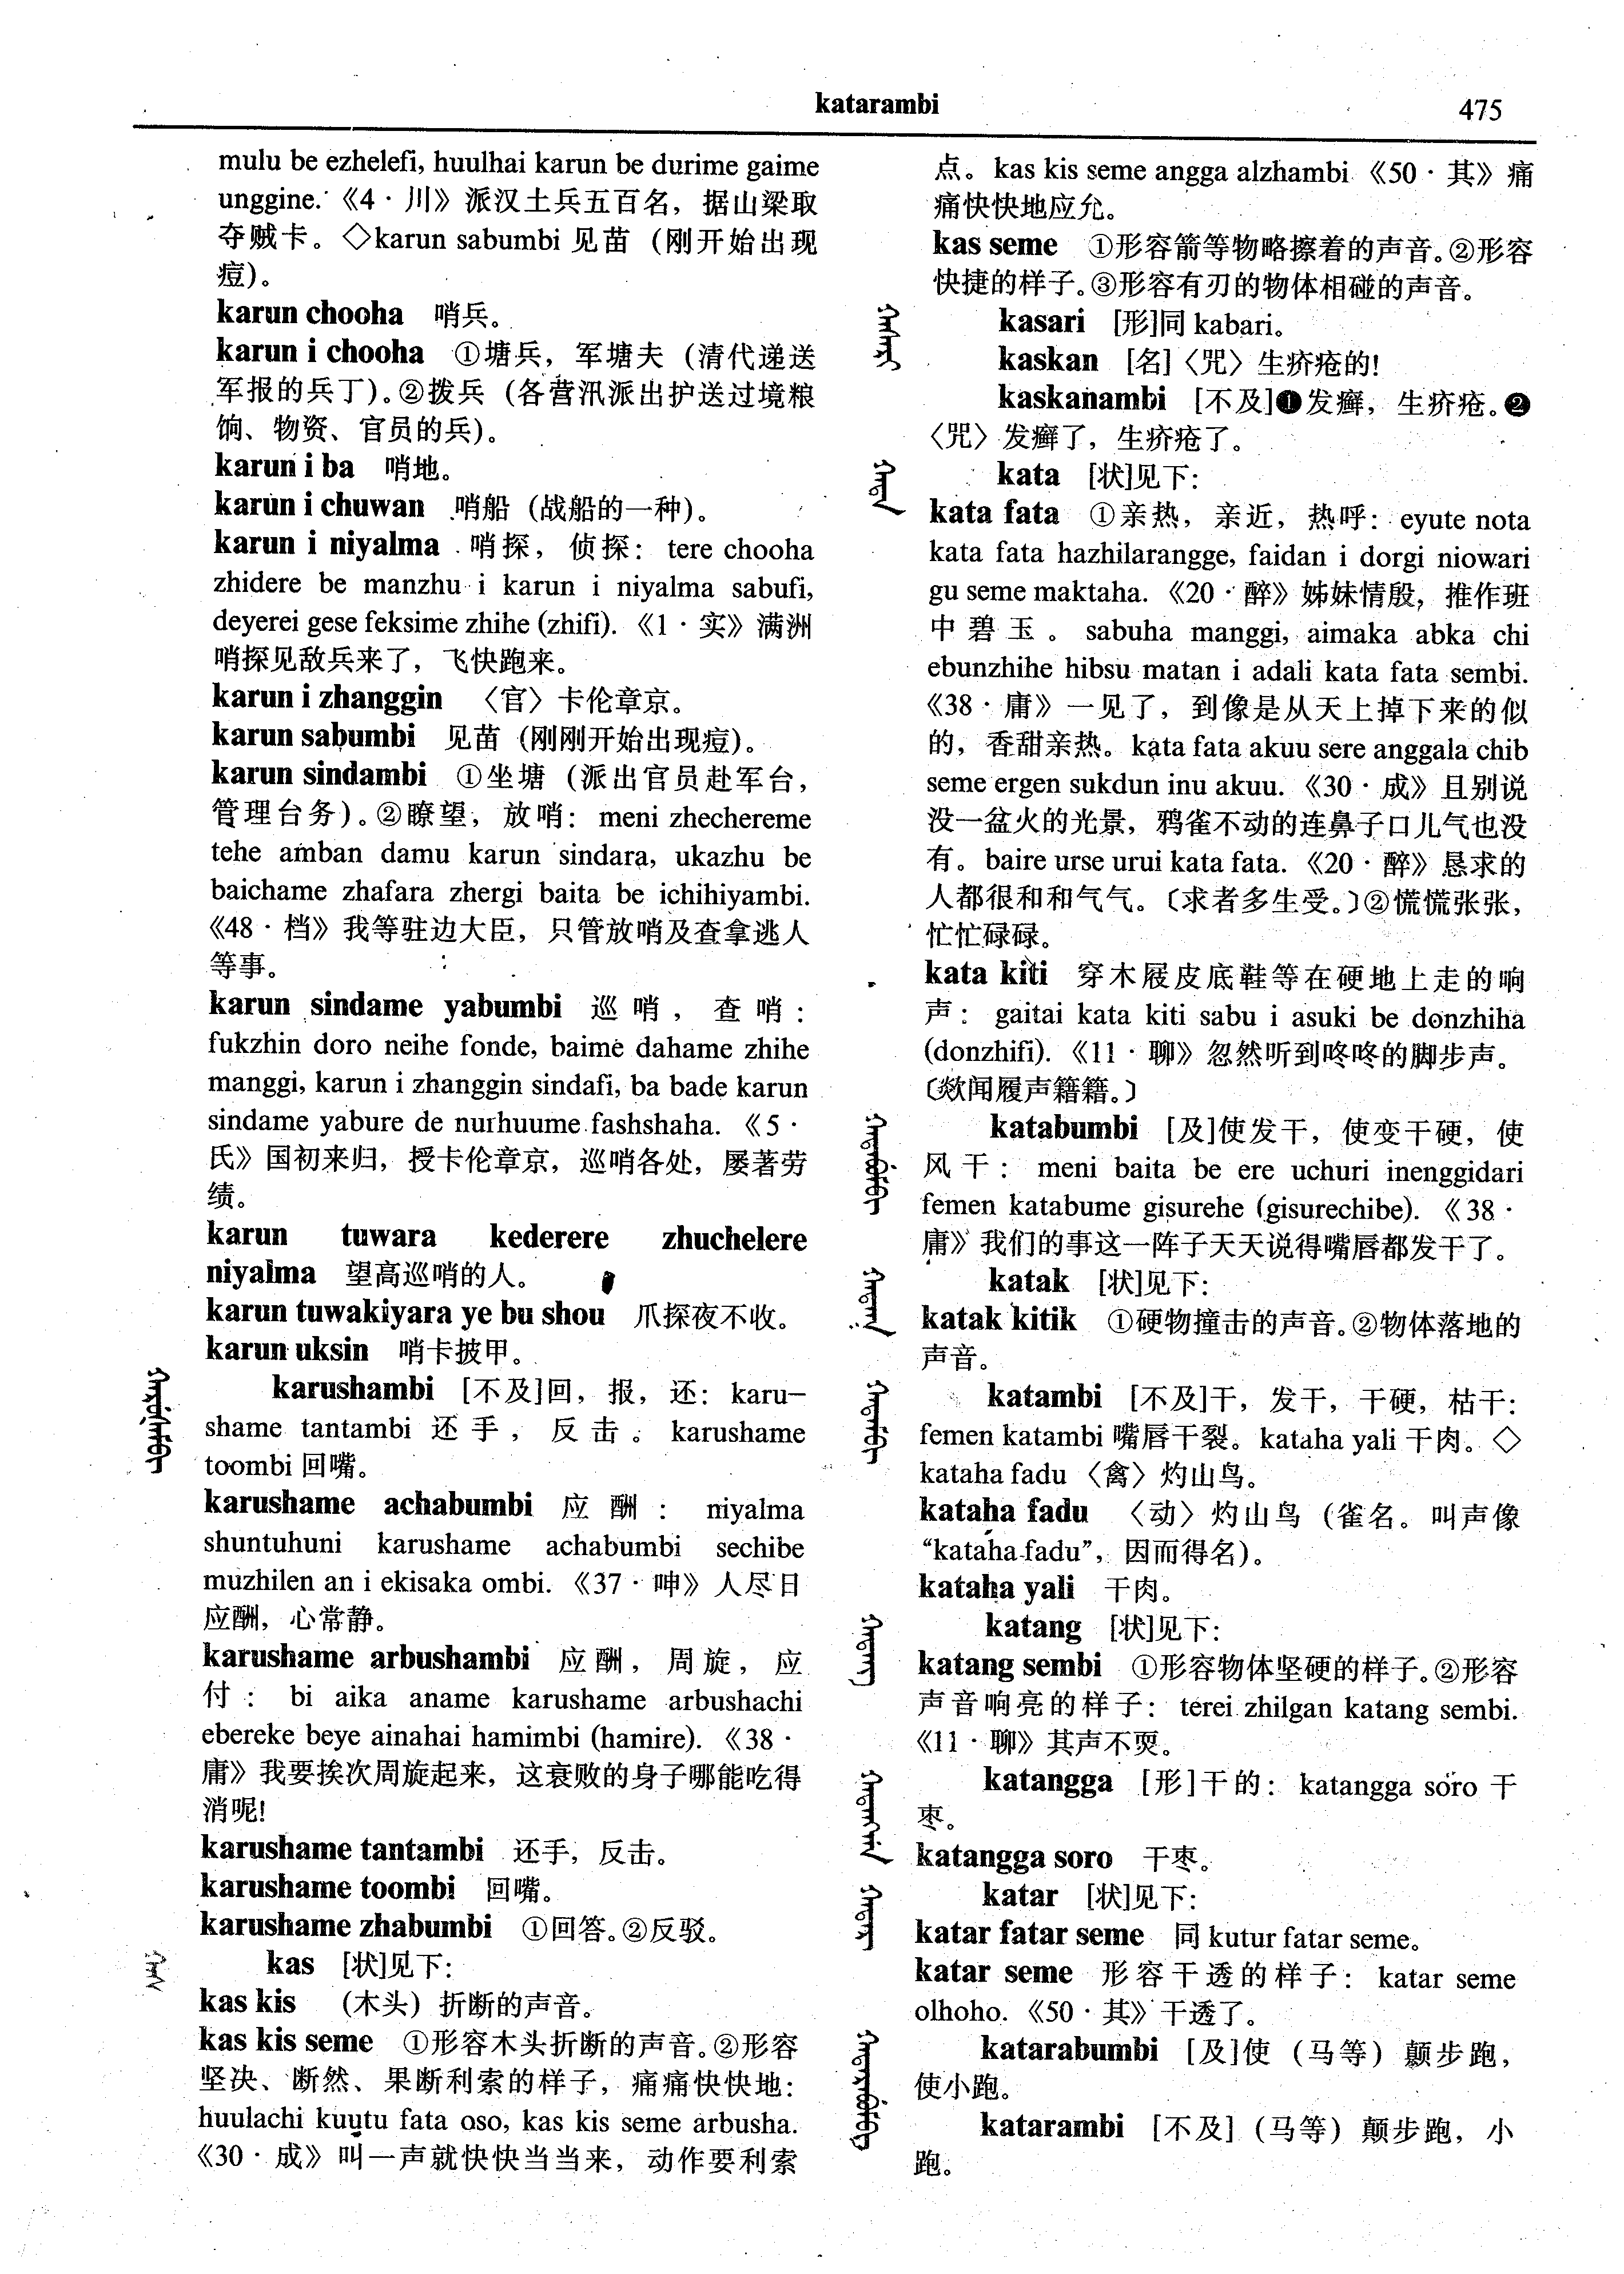 katarambi
475
mulu be ezhelefi, huulhai karun be durime gaime
unggine.《4·川》派汉土兵五百名，据山梁取
夺贼卡。◇karun sabumbi 见苗（刚开始出现
痘）。
karun chooha 哨兵。
karun i chooha ①塘兵，军塘夫（清代递送
军报的兵丁）。②拨兵（各营汛派出护送过境粮
饷、物资、官员的兵）。
karun i ba 哨地。
karun i chuwan 哨船（战船的一种）。
karun i niyalma 哨探，侦探：tere chooha
zhidere be manzhu i karun i niyalma sabufi,
deyerei gese feksime zhihe (zhifi).《1·实》满洲
哨探见敌兵来了，飞快跑来。
karun i zhanggin 〈官〉卡伦章京。
karun sabumbi 见苗（刚刚开始出现痘）。
karun sindambi ①坐塘（派出官员赴军台，
管理台务）。②瞭望，放哨：meni zhechereme
tehe amban damu karun sindara, ukazhu be
baichame zhafara zhergi baita be ichihiyambi.
《48·档》我等驻边大臣，只管放哨及查拿逃人
等事。
karun sindame yabumbi 巡哨，查哨：
fukzhin doro neihe fonde, baime dahame zhihe
manggi, karun i zhanggin sindafi, ba bade karun
sindame yabure de nurhuume fashshaha.《5·
氏》国初来归，授卡伦章京，巡哨各处，屡著劳
绩。
karun tuwara kederere zhuchelere
niyalma 望高巡哨的人。
karun tuwakiyara ye bu shou 爪探夜不收。
karun uksin 哨卡披甲。
karushambi [不及]回，报，还：karu–
shame tantambi 还手，反击。karushame
toombi 回嘴。
karushame achabumbi 应酬：niyalma
shuntuhuni karushame achabumbi sechibe
muzhilen an i ekisaka ombi.《37·呻》人尽日
应酬，心常静。
karushame arbushambi 应酬，周旋，应
付：bi aika aname karushame arbushachi
ebereke beye ainahai hamimbi (hamire).《38·
庸》我要挨次周旋起来，这衰败的身子哪能吃得
消呢！
karushame tantambi 还手，反击。
karushame toombi 回嘴。
karushame zhabumbi ①回答。②反驳。
kas [状]见下：
kas kis （木头）折断的声音。
kas kis seme ①形容木头折断的声音。②形容
坚决、断然、果断利索的样子，痛痛快快地：
huulachi kuutu fata oso, kas kis seme arbusha.
《30·成》叫一声就快快当当来，动作要利索
点。kas kis seme angga alzhambi《50·其》痛
痛快快地应允。
kas seme ①形容箭等物略擦着的声音。②形容
快捷的样子。③形容有刃的物体相碰的声音。
kasari [形]同 kabari。
kaskan [名]〈咒〉生疥疮的！
kaskanambi [不及]❶发癣，生疥疮。❷
〈咒〉发癣了，生疥疮了。
kata [状]见下：
kata fata ①亲热，亲近，热呼：eyute nota
kata fata hazhilarangge, faidan i dorgi niowari
gu seme maktaha.《20·醉》姊妹情殷，推作班
中碧玉。sabuha manggi, aimaka abka chi
ebunzhihe hibsu matan i adali kata fata sembi.
《38·庸》一见了，到像是从天上掉下来的似
的，香甜亲热。kata fata akuu sere anggala chib
seme ergen sukdun inu akuu.《30·成》且别说
没一盆火的光景，鸦雀不动的连鼻子口儿气也没
有。baire urse urui kata fata.《20·醉》恳求的
人都很和和气气。〔求者多生受。〕②慌慌张张，
忙忙碌碌。
kata kiti 穿木屐皮底鞋等在硬地上走的响
声：gaitai kata kiti sabu i asuki be donzhiha
(donzhifi).《11·聊》忽然听到咚咚的脚步声。
〔欻闻履声籍籍。〕
katabumbi [及]使发干，使变干硬，使
风干：meni baita be ere uchuri inenggidari
femen katabume gisurehe (gisurechibe).《38·
庸》我们的事这一阵子天天说得嘴唇都发干了。
katak [状]见下：
katak kitik ①硬物撞击的声音。②物体落地的
声音。
katambi [不及]干，发干，干硬，枯干：
femen katambi 嘴唇干裂。kataha yali 干肉。◇
kataha fadu〈禽〉灼山鸟。
kataha fadu 〈动〉灼山鸟（雀名。叫声像
“kataha fadu”，因而得名）。
kataha yali 干肉。
katang [状]见下：
katang sembi ①形容物体坚硬的样子。②形容
声音响亮的样子：terei zhilgan katang sembi.
《11·聊》其声不耎。
katangga [形]干的：katangga soro 干
枣。
katangga soro 干枣。
katar [状]见下：
katar fatar seme 同 kutur fatar seme。
katar seme 形容干透的样子：katar seme
olhoho.《50·其》干透了。
katarabumbi [及]使（马等）颠步跑，
使小跑。
katarambi [不及]（马等）颠步跑，小
跑。